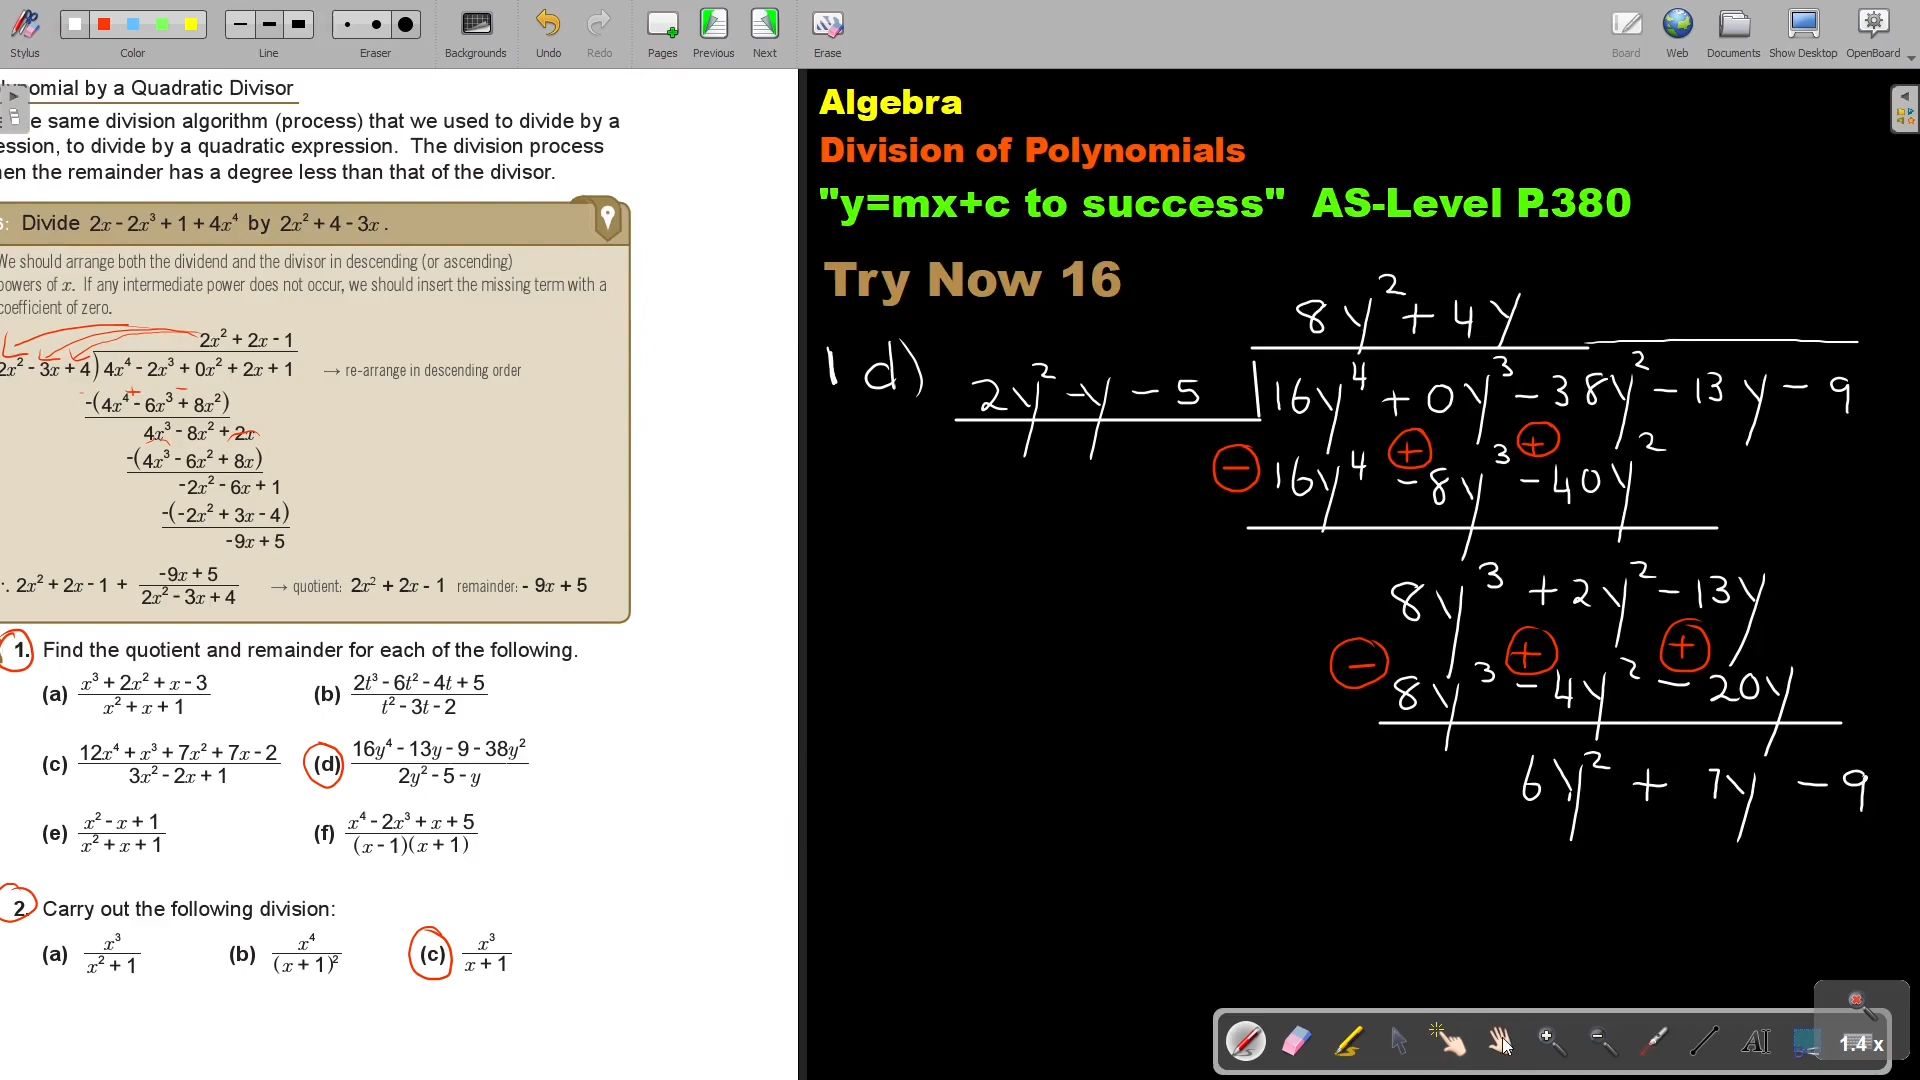 Stylus Color Line Eraser Backgrounds Undo Redo Pages Previous Next Erase Board Web Documents Show Desktop OpenBoard
lynomial by a Quadratic Divisor
e same division algorithm (process) that we used to divide by a
ession, to divide by a quadratic expression. The division process
en the remainder has a degree less than that of the divisor.
6: Divide 2x - 2x³ + 1 + 4x⁴ by 2x² + 4 - 3x.
We should arrange both the dividend and the divisor in descending (or ascending)
powers of x. If any intermediate power does not occur, we should insert the missing term with a
coefficient of zero.
2x² + 2x - 1
2x² - 3x + 4) 4x⁴ - 2x³ + 0x² + 2x + 1 → re-arrange in descending order
-(4x⁴ - 6x³ + 8x²)
4x³ - 8x² + 2x
-(4x³ - 6x² + 8x)
-2x² - 6x + 1
-(-2x² + 3x - 4)
-9x + 5
∴ 2x² + 2x - 1 + (-9x + 5)/(2x² - 3x + 4) → quotient: 2x² + 2x - 1 remainder: - 9x + 5
1. Find the quotient and remainder for each of the following.
(a) (x³ + 2x² + x - 3)/(x² + x + 1) (b) (2t³ - 6t² - 4t + 5)/(t² - 3t - 2)
(c) (12x⁴ + x³ + 7x² + 7x - 2)/(3x² - 2x + 1) (d) (16y⁴ - 13y - 9 - 38y²)/(2y² - 5 - y)
(e) (x² - x + 1)/(x² + x + 1) (f) (x⁴ - 2x³ + x + 5)/((x - 1)(x + 1))
2. Carry out the following division:
(a) x³/(x² + 1) (b) x⁴/(x + 1)² (c) x³/(x + 1)
Algebra
Division of Polynomials
"y=mx+c to success" AS-Level P.380
Try Now 16
8y² + 4y
1 d) 2y² - y - 5 | 16y⁴ + 0y³ - 38y² - 13y - 9
- + +
16y⁴ - 8y³ - 40y²
8y³ + 2y² - 13y
- + +
8y³ - 4y² - 20y
6y² + 7y - 9
1.4 x